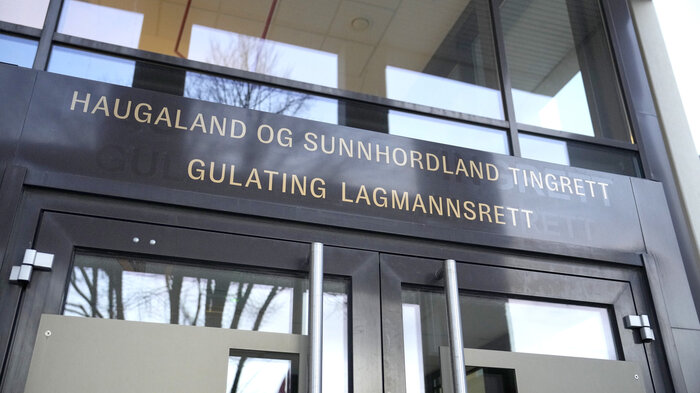 HAUGALAND OG SUNNHORDLAND TINGRETT
GULATING LAGMANNSRETT